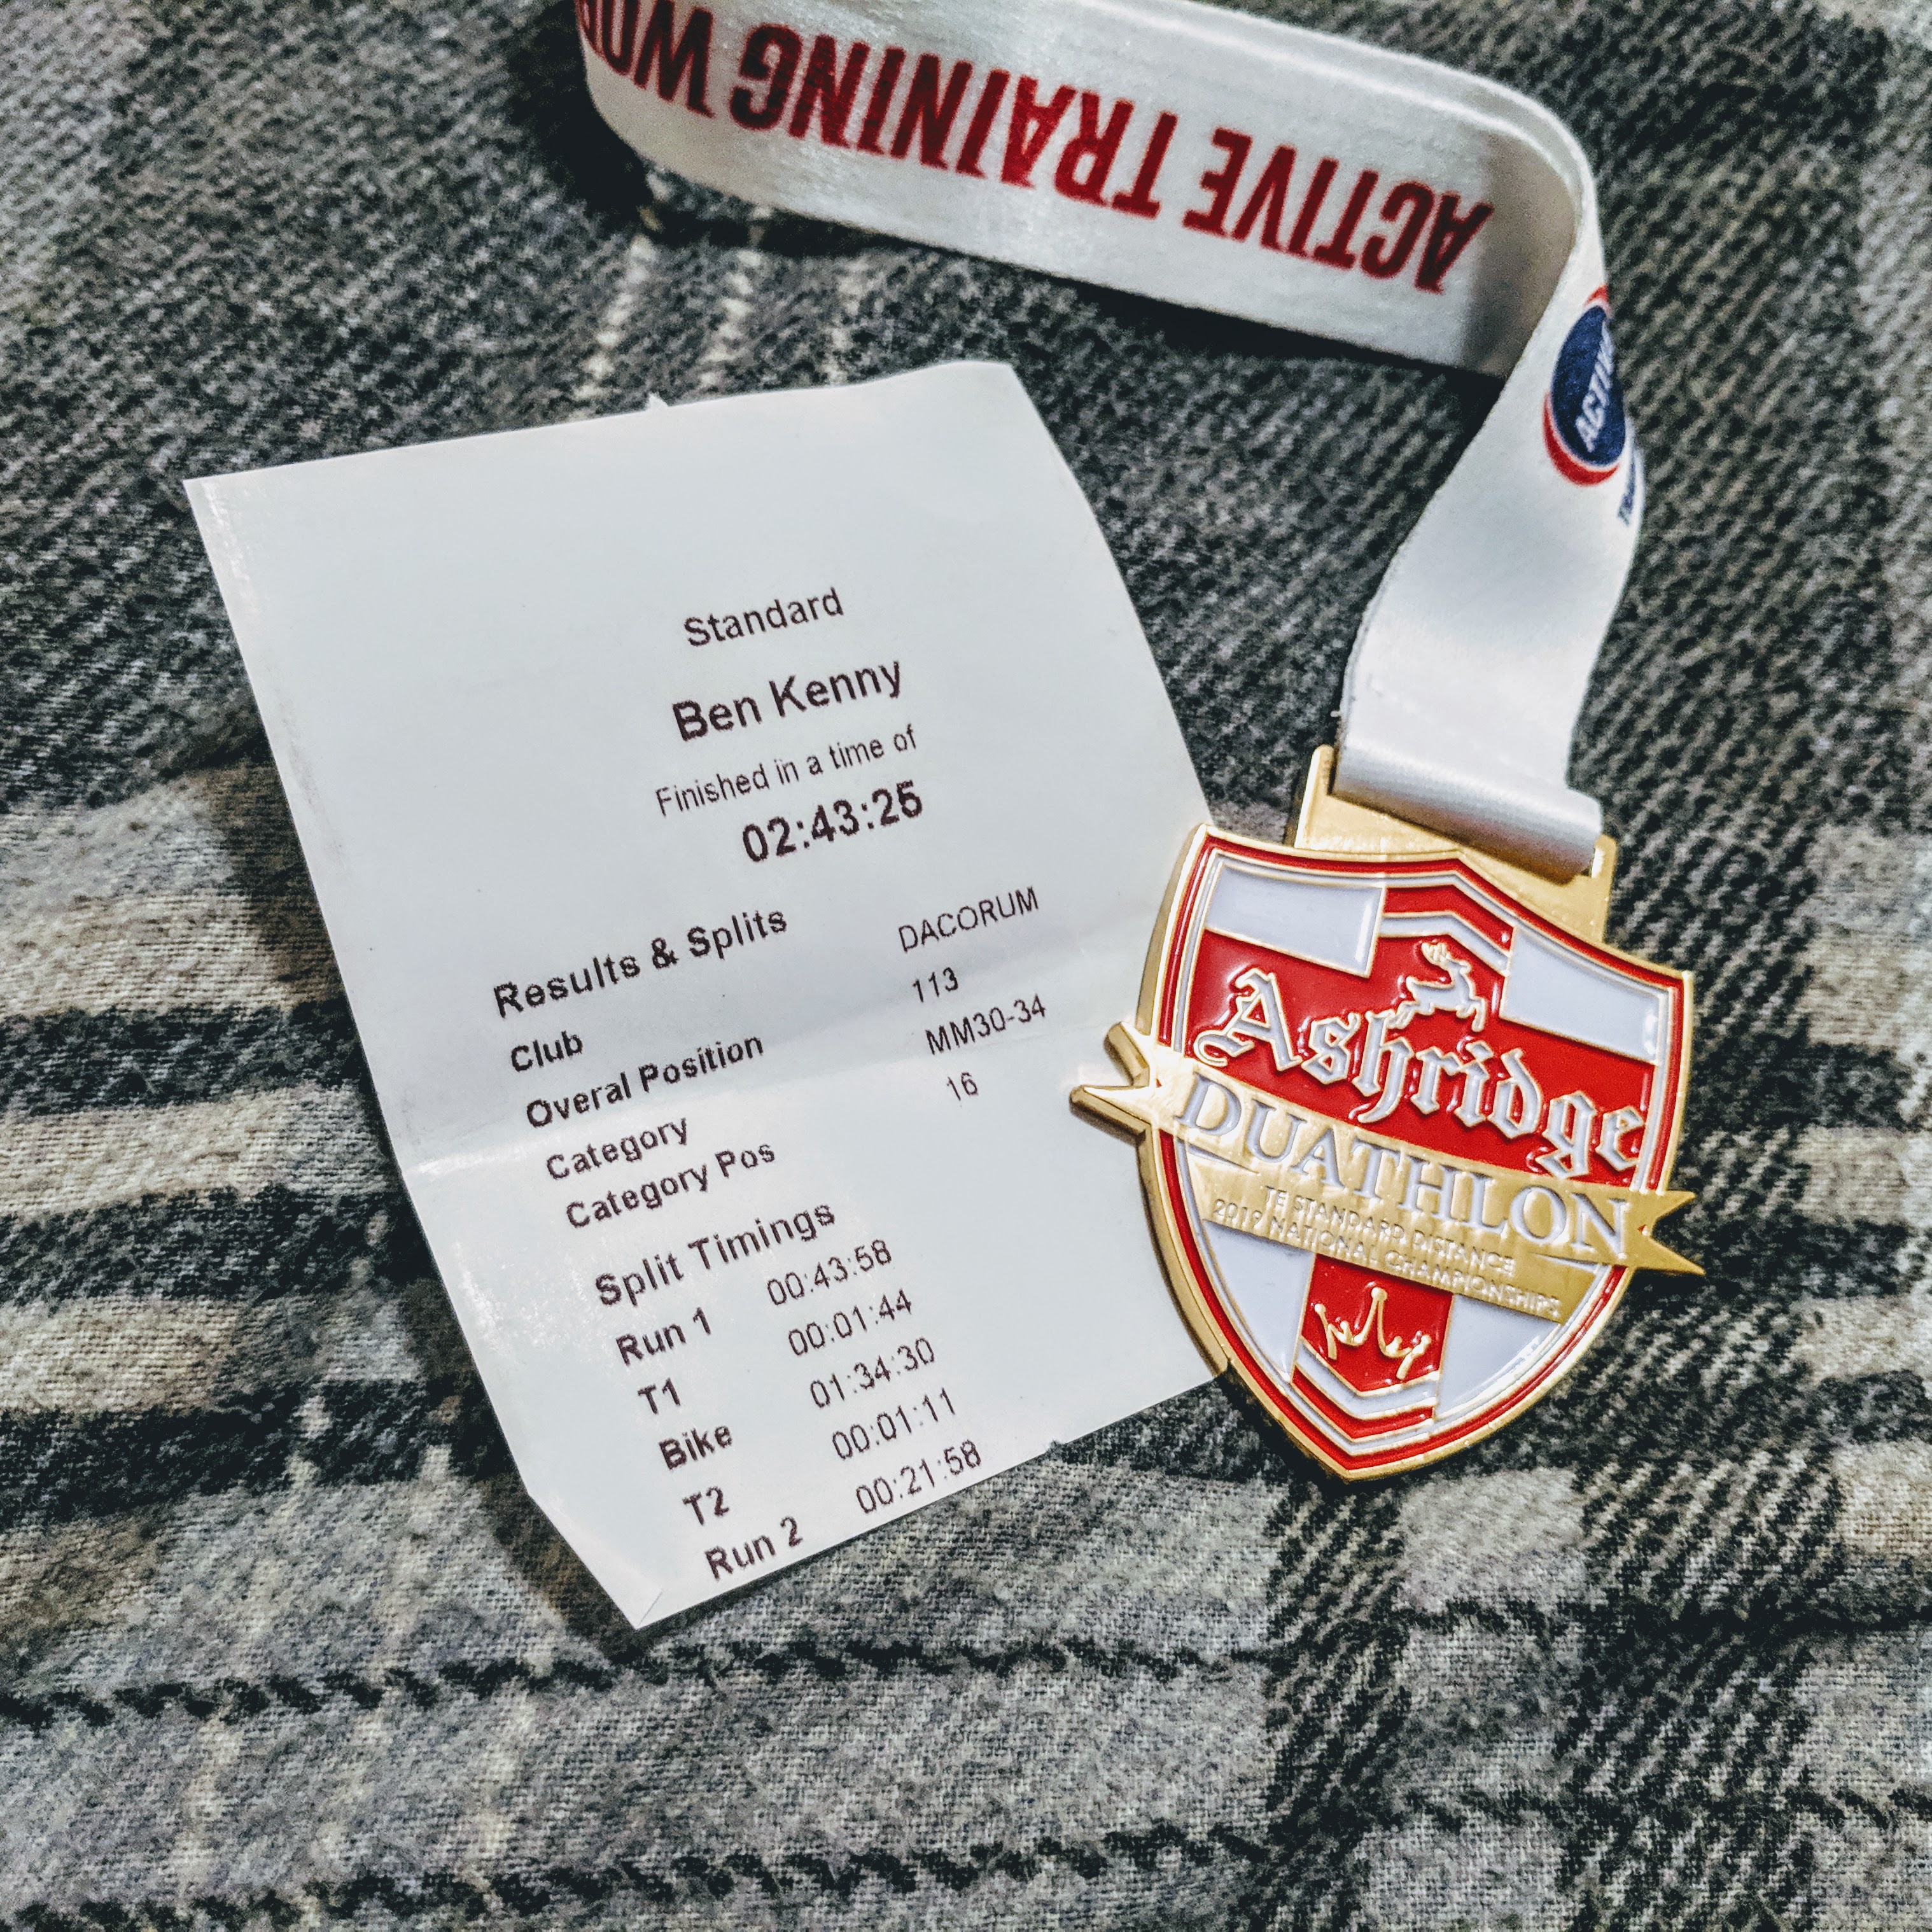 ACTIVE TRAINING
ACTIVE
Standard
Ben Kenny
Finished in a time of
02:43:25
Results & Splits
Club DACORUM
Overal Position 113
Category MM30-34
Category Pos 16
Split Timings
Run 1 00:43:58
T1 00:01:44
Bike 01:34:30
T2 00:01:11
Run 2 00:21:58
Ashridge
DUATHLON
TE STANDARD DISTANCE
2019 NATIONAL CHAMPIONSHIPS